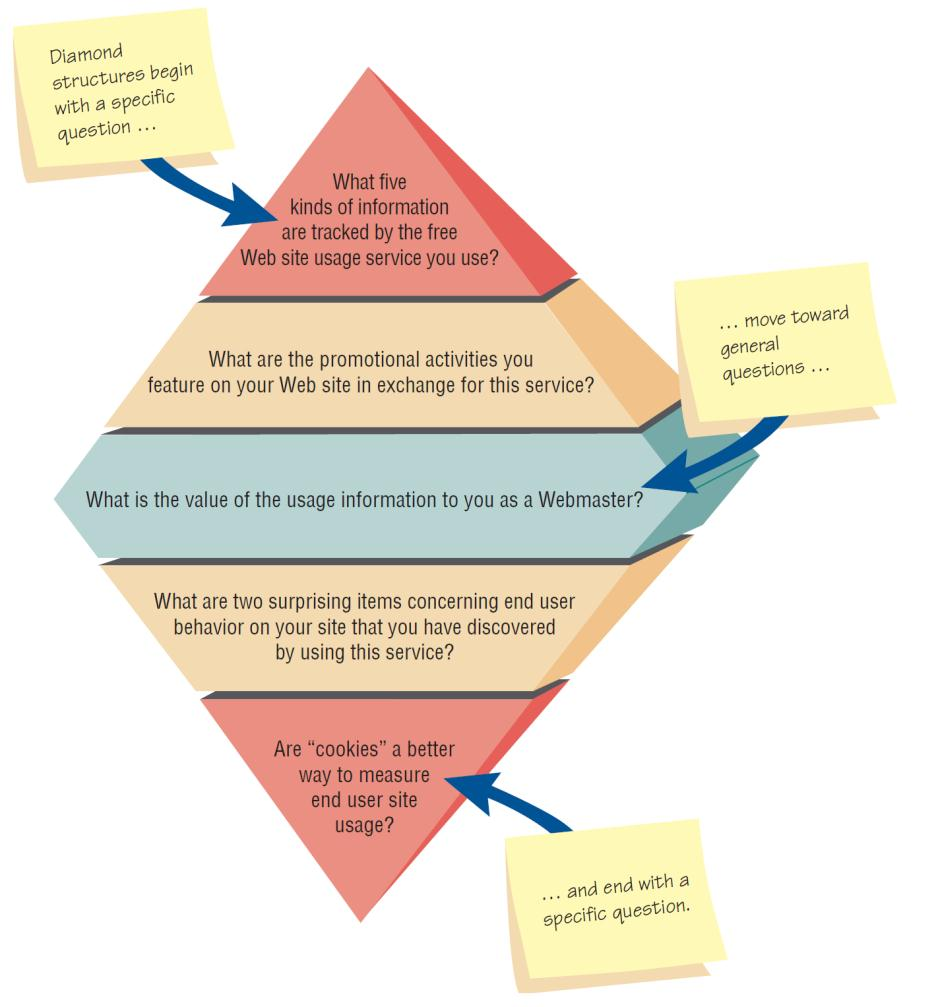 Diamond
structures begin
with a specific
question ...
What five
kinds of information
are tracked by the free
Web site usage service you use?
... move toward
general
questions ...
What are the promotional activities you
feature on your Web site in exchange for this service?
What is the value of the usage information to you as a Webmaster?
What are two surprising items concerning end user
behavior on your site that you have discovered
by using this service?
Are “cookies” a better
way to measure
end user site
usage?
... and end with a
specific question.